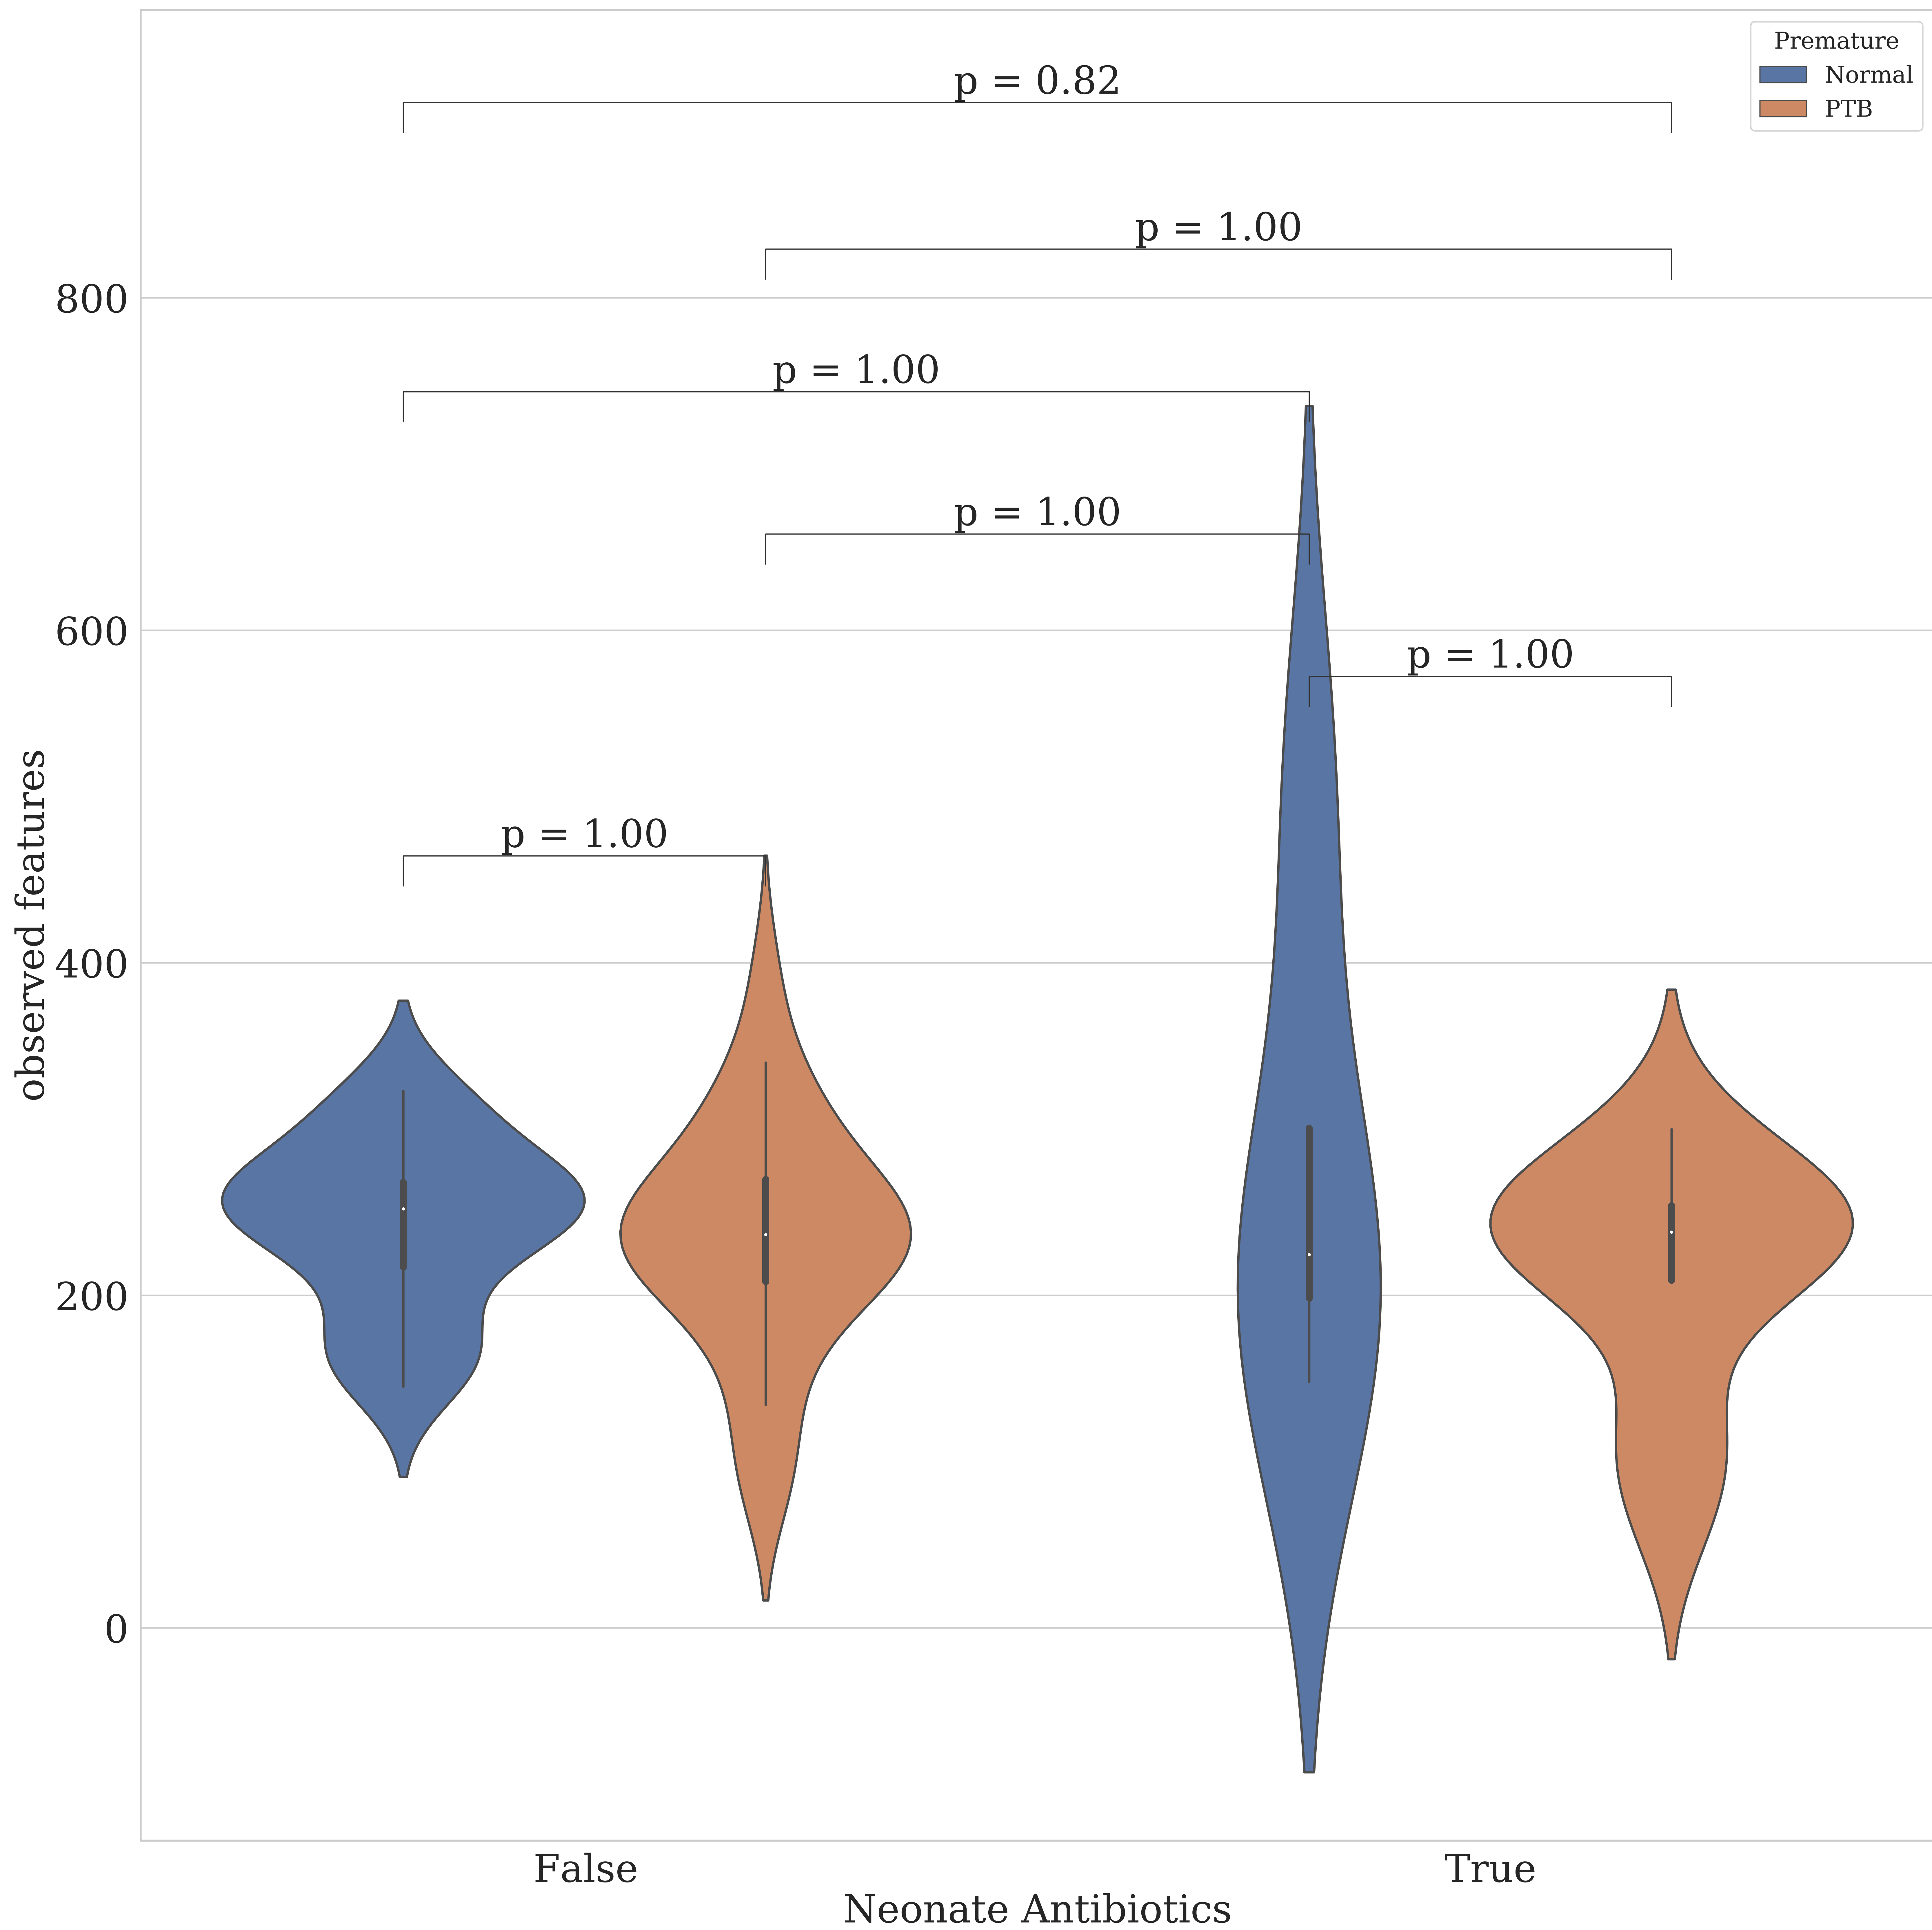 Premature
Normal
PTB
p = 0.82
p = 1.00
p = 1.00
p = 1.00
p = 1.00
p = 1.00
800
600
400
200
0
observed features
False
True
Neonate Antibiotics